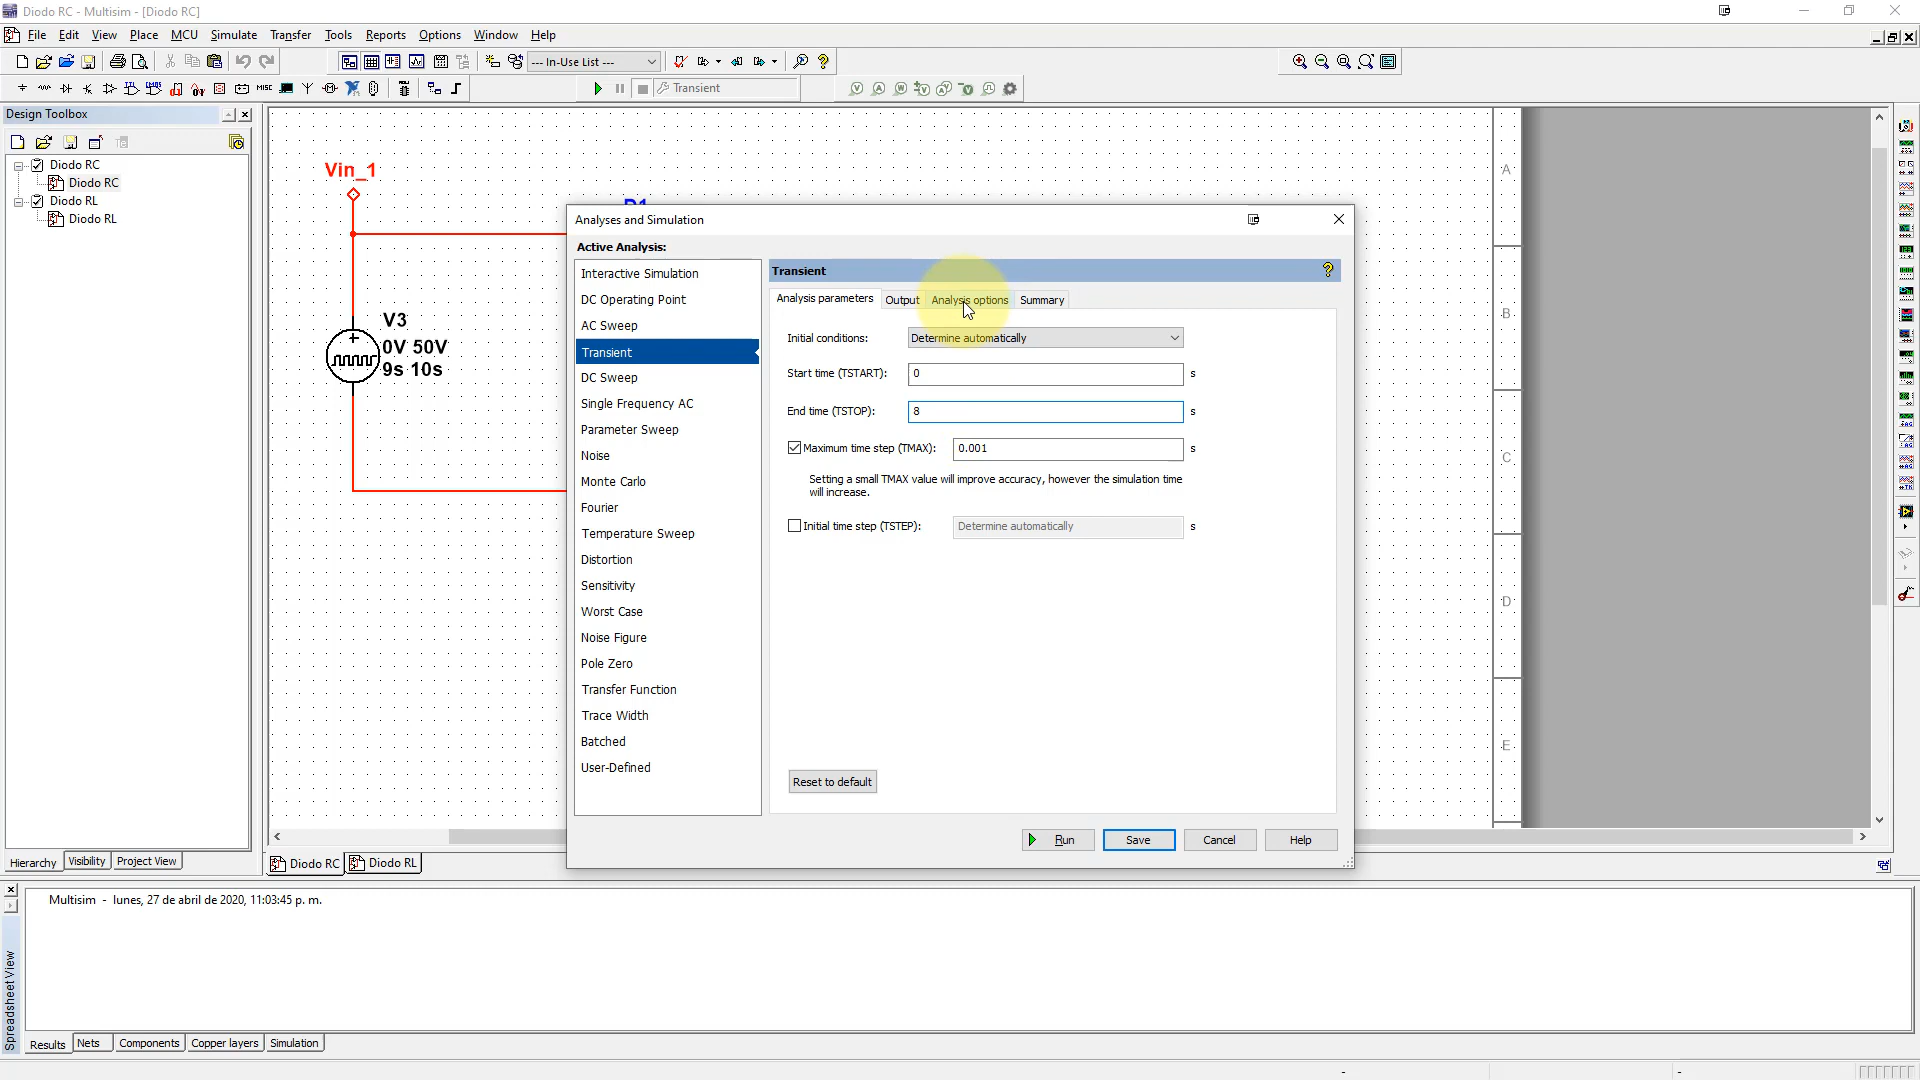 Diodo RC - Multisim - [Diodo RC]
File Edit View Place MCU Simulate Transfer Tools Reports Options Window Help
--- In-Use List ---
MISC
Transient
Design Toolbox
Diodo RC
Diodo RC
Diodo RL
Diodo RL
Hierarchy Visibility Project View
Vin_1
V3
0V 50V
9s 10s
A
B
C
D
E
Analyses and Simulation
Active Analysis:
Interactive Simulation
DC Operating Point
AC Sweep
Transient
DC Sweep
Single Frequency AC
Parameter Sweep
Noise
Monte Carlo
Fourier
Temperature Sweep
Distortion
Sensitivity
Worst Case
Noise Figure
Pole Zero
Transfer Function
Trace Width
Batched
User-Defined
Transient
Analysis parameters Output Analysis options Summary
Initial conditions: Determine automatically
Start time (TSTART): 0 s
End time (TSTOP): 8 s
Maximum time step (TMAX): 0.001 s
Setting a small TMAX value will improve accuracy, however the simulation time
will increase.
Initial time step (TSTEP): Determine automatically s
Reset to default
Run Save Cancel Help
Diodo RC Diodo RL
Multisim - lunes, 27 de abril de 2020, 11:03:45 p. m.
Spreadsheet View
Results Nets Components Copper layers Simulation